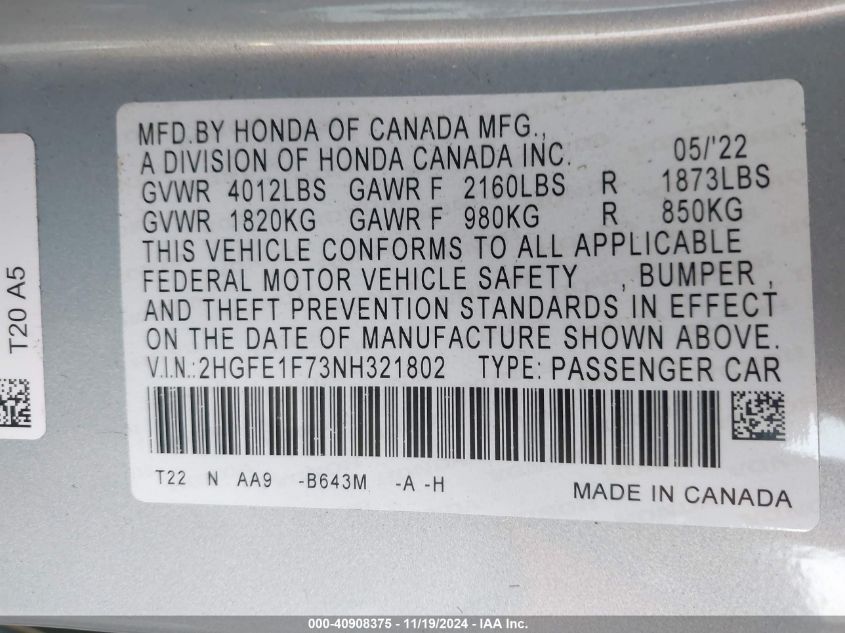 MFD.BY HONDA OF CANADA MFG.,
A DIVISION OF HONDA CANADA INC. 05/'22
GVWR 4012LBS GAWR F 2160LBS R 1873LBS
GVWR 1820KG GAWR F 980KG R 850KG
THIS VEHICLE CONFORMS TO ALL APPLICABLE
FEDERAL MOTOR VEHICLE SAFETY , BUMPER ,
AND THEFT PREVENTION STANDARDS IN EFFECT
ON THE DATE OF MANUFACTURE SHOWN ABOVE.
V.I.N.:2HGFE1F73NH321802 TYPE: PASSENGER CAR
T22 N AA9 -B643M -A -H
MADE IN CANADA
T20 A5
000-40908375 - 11/19/2024 - IAA Inc.